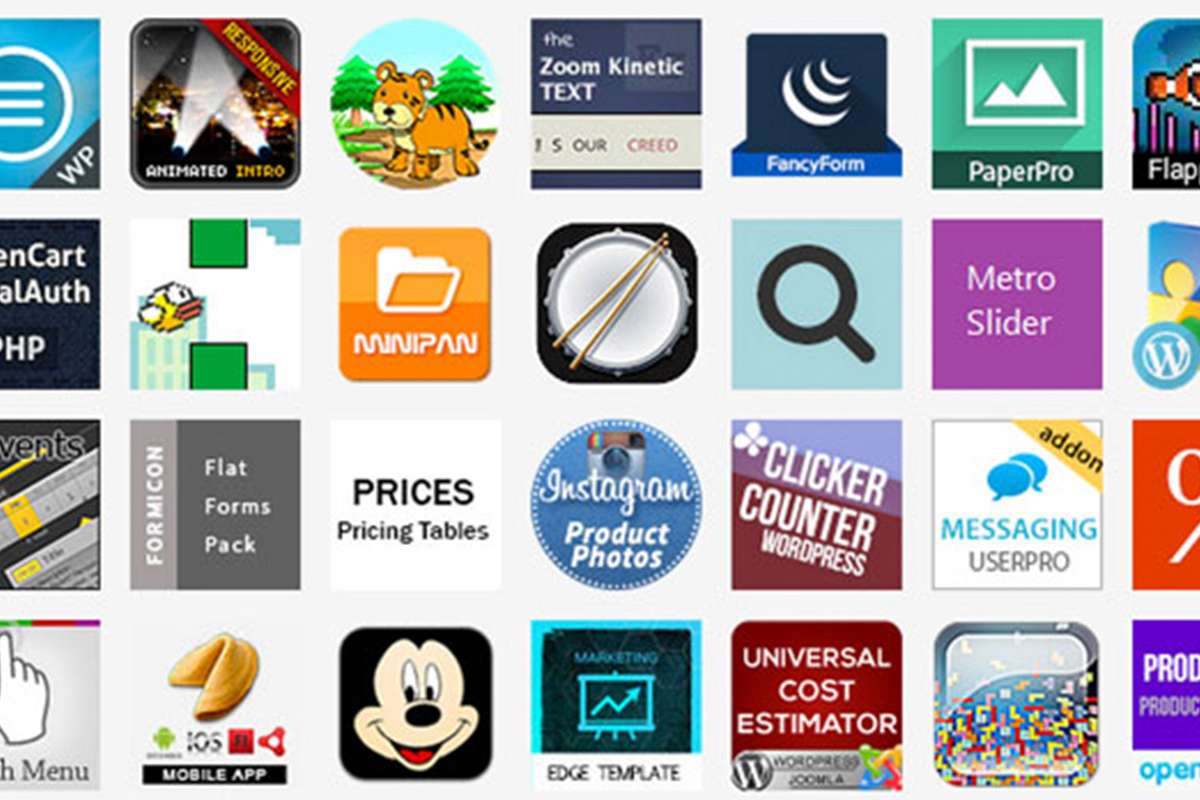 WP
RESPONSIVE
ANIMATED INTRO
the
Zoom Kinetic
TEXT
S OUR CREED
FancyForm
PaperPro
Flapp
enCart
alAuth
PHP
MINIPAN
Metro
Slider
W
vents
Title
FORMICON
Flat
Forms
Pack
PRICES
Pricing Tables
Instagram
Product
Photos
CLICKER
COUNTER
WORDPRESS
addon
MESSAGING
USERPRO
%
h Menu
iOS
MOBILE APP
MARKETING
EDGE TEMPLATE
UNIVERSAL
COST
ESTIMATOR
WORDPRESS
JOOMLA
PROD
PRODUC
open